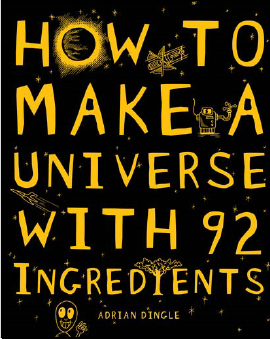 HOW TO
MAKE A
UNIVERSE
WITH 92
INGREDIENTS
ADRIAN DINGLE